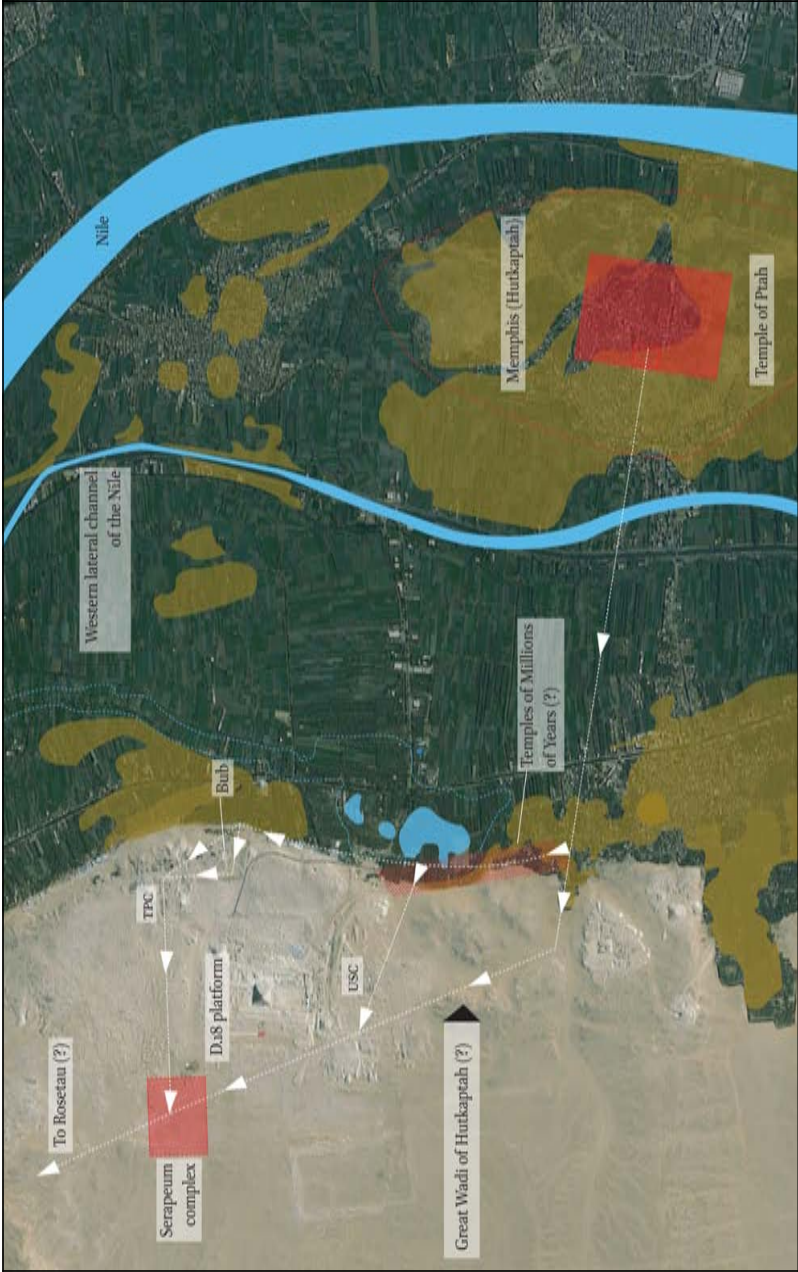 To Rosetau (?)
Western lateral channel
of the Nile
Nile
TPC
Serapeum
complex
D.18 platform
Bub
USC
Great Wadi of Hutkaptah (?)
Memphis (Hutkaptah)
Temples of Millions
of Years (?)
Temple of Ptah